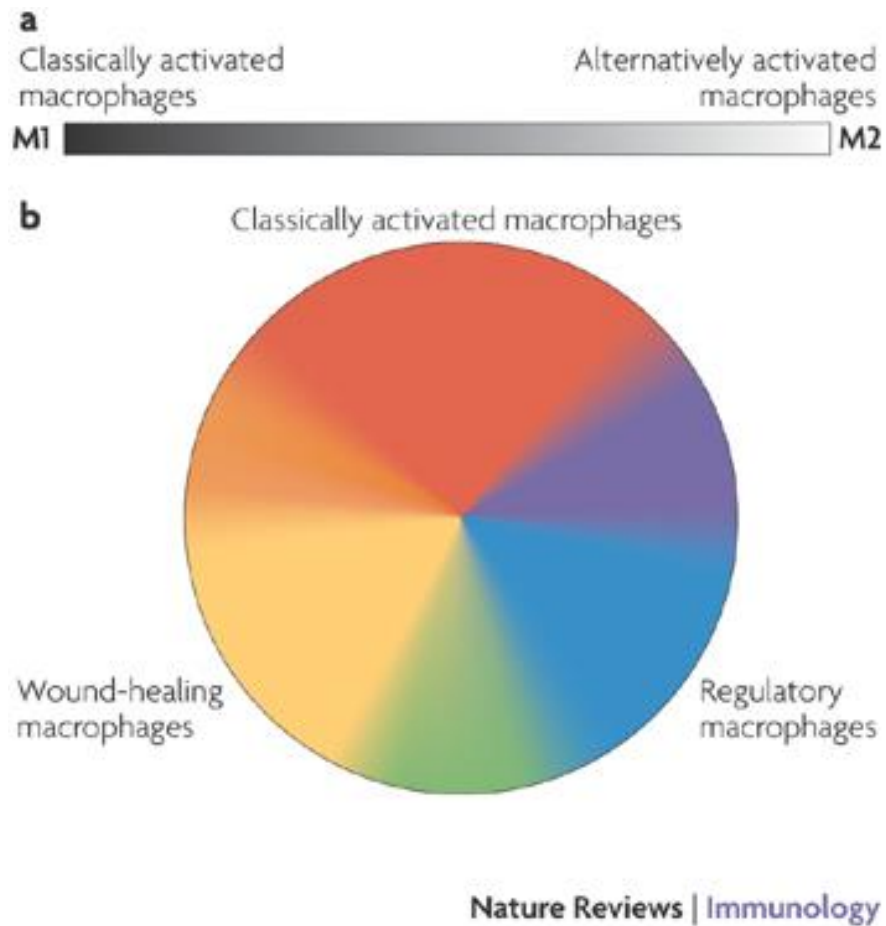 a
Classically activated
macrophages
Alternatively activated
macrophages
M1
M2
b
Classically activated macrophages
Wound-healing
macrophages
Regulatory
macrophages
Nature Reviews | Immunology